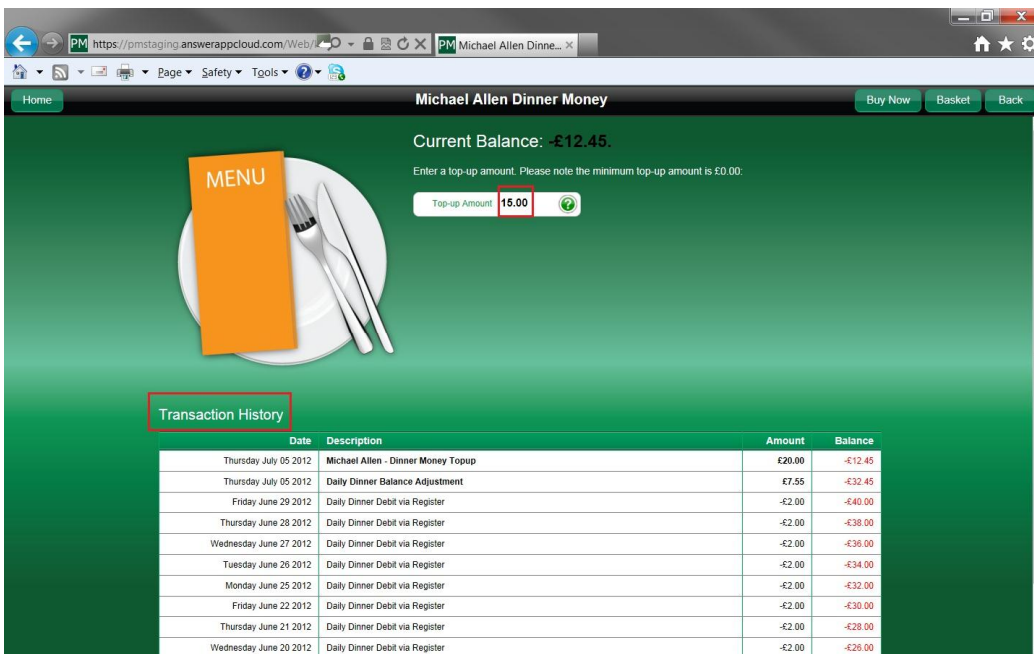 PM https://pmstaging.answerappcloud.com/Web/ PM Michael Allen Dinne... ×
Page Safety Tools
Home Michael Allen Dinner Money Buy Now Basket Back
Current Balance: -£12.45.
Enter a top-up amount. Please note the minimum top-up amount is £0.00:
MENU
Top-up Amount 15.00 ?
Transaction History
Date Description Amount Balance
Thursday July 05 2012 Michael Allen - Dinner Money Topup £20.00 -£12.45
Thursday July 05 2012 Daily Dinner Balance Adjustment £7.55 -£32.45
Friday June 29 2012 Daily Dinner Debit via Register -£2.00 -£40.00
Thursday June 28 2012 Daily Dinner Debit via Register -£2.00 -£38.00
Wednesday June 27 2012 Daily Dinner Debit via Register -£2.00 -£36.00
Tuesday June 26 2012 Daily Dinner Debit via Register -£2.00 -£34.00
Monday June 25 2012 Daily Dinner Debit via Register -£2.00 -£32.00
Friday June 22 2012 Daily Dinner Debit via Register -£2.00 -£30.00
Thursday June 21 2012 Daily Dinner Debit via Register -£2.00 -£28.00
Wednesday June 20 2012 Daily Dinner Debit via Register -£2.00 -£26.00